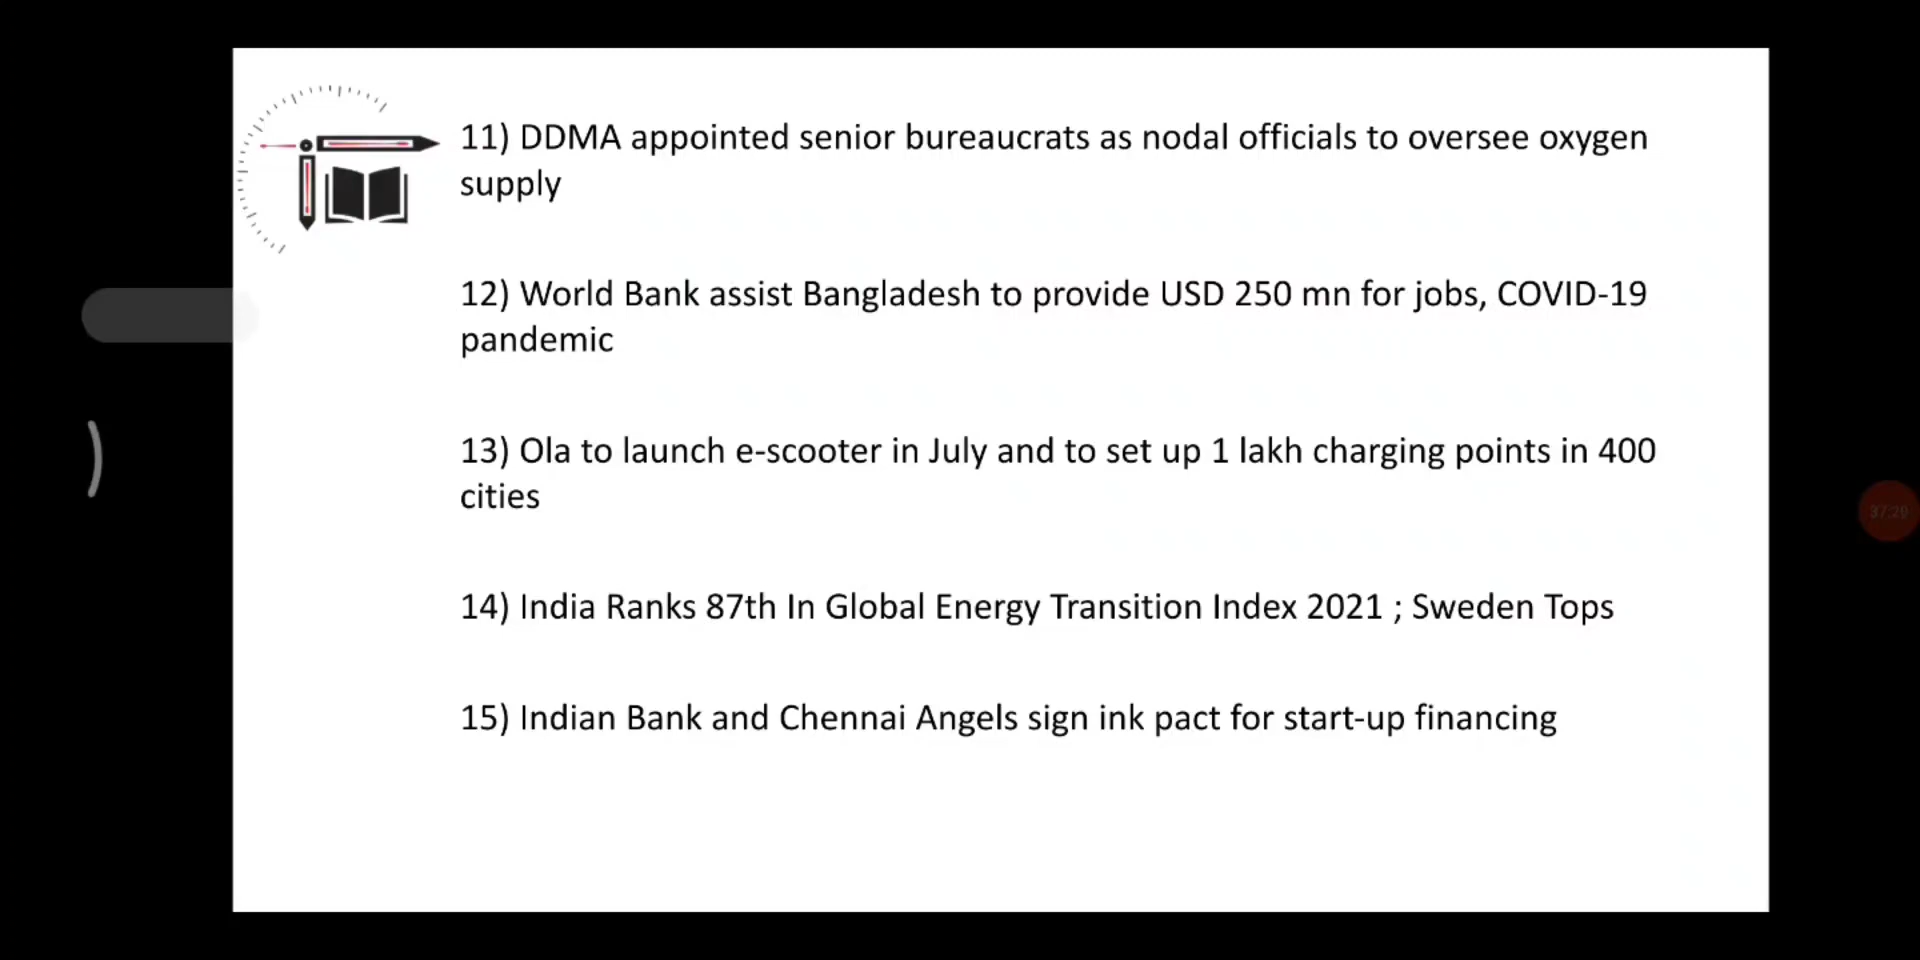 11) DDMA appointed senior bureaucrats as nodal officials to oversee oxygen
supply
12) World Bank assist Bangladesh to provide USD 250 mn for jobs, COVID-19
pandemic
13) Ola to launch e-scooter in July and to set up 1 lakh charging points in 400
cities
37:29
14) India Ranks 87th In Global Energy Transition Index 2021 ; Sweden Tops
15) Indian Bank and Chennai Angels sign ink pact for start-up financing